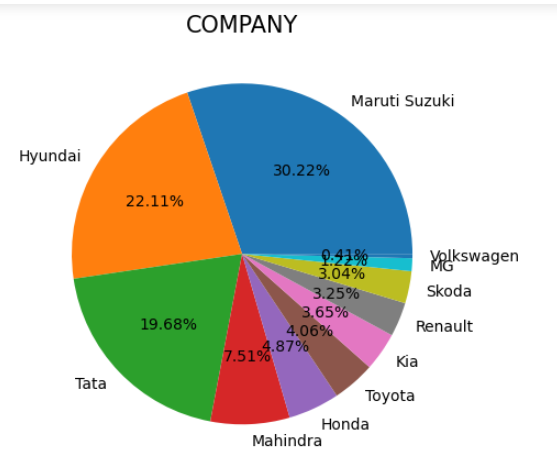 COMPANY
Maruti Suzuki
30.22%
Hyundai
22.11%
Tata
19.68%
Mahindra
7.51%
Honda
4.87%
Toyota
4.06%
Kia
3.65%
Renault
3.25%
Skoda
3.04%
MG
1.22%
Volkswagen
0.41%